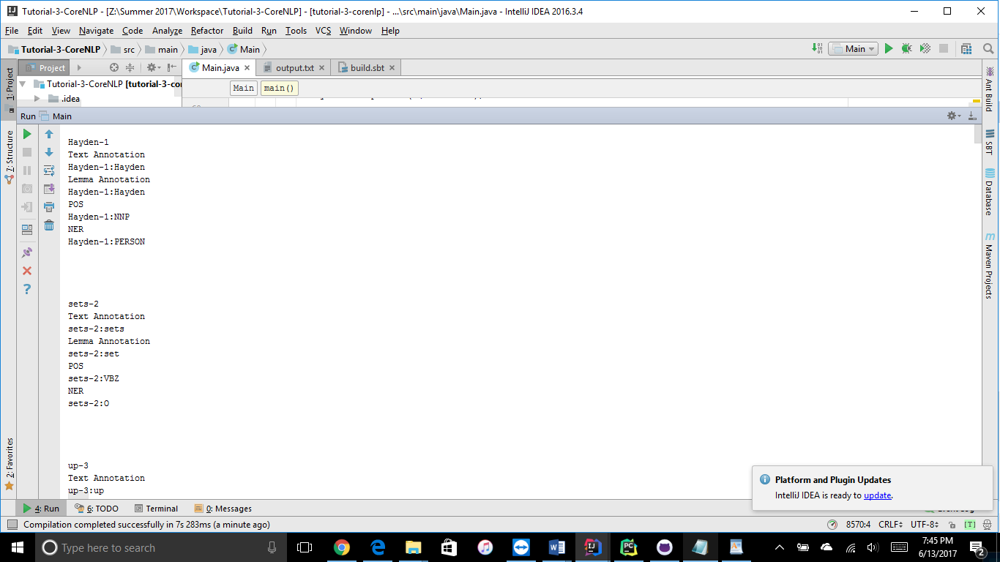 Tutorial-3-CoreNLP - [Z:\Summer 2017\Workspace\Tutorial-3-CoreNLP] - [tutorial-3-corenlp] - ...\src\main\java\Main.java - IntelliJ IDEA 2016.3.4
File Edit View Navigate Code Analyze Refactor Build Run Tools VCS Window Help
Tutorial-3-CoreNLP src main java Main
Main
Project
Main.java output.txt build.sbt
Tutorial-3-CoreNLP [tutorial-3-cor
.idea
Main main()
Run Main
1: Project
7: Structure
2: Favorites
Ant Build
SBT
Database
Maven Projects
Hayden-1
Text Annotation
Hayden-1:Hayden
Lemma Annotation
Hayden-1:Hayden
POS
Hayden-1:NNP
NER
Hayden-1:PERSON
sets-2
Text Annotation
sets-2:sets
Lemma Annotation
sets-2:set
POS
sets-2:VBZ
NER
sets-2:O
up-3
Text Annotation
up-3:up
Platform and Plugin Updates
IntelliJ IDEA is ready to update.
4: Run 6: TODO Terminal 0: Messages
Compilation completed successfully in 7s 283ms (a minute ago)
8570:4 CRLF UTF-8 [T]
Type here to search
7:45 PM
6/13/2017
2